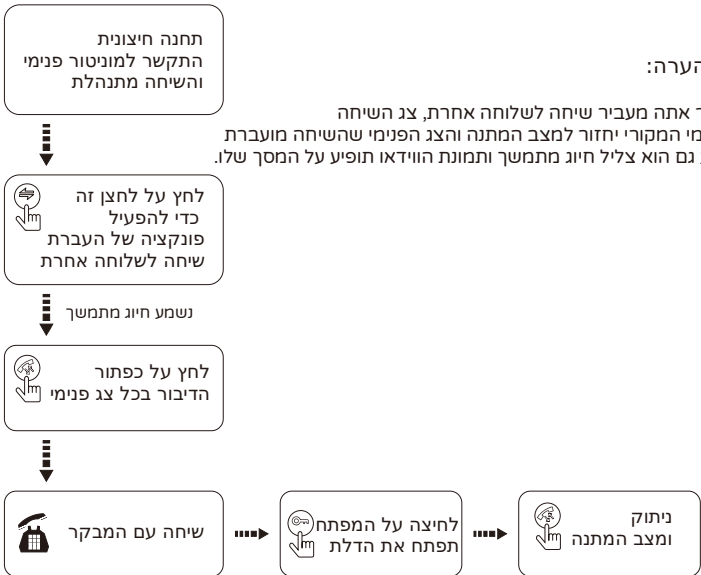 תחנה חיצונית
התקשר למוניטור פנימי
והשיחה מתנהלת
הערה:
אתה מעביר שיחה לשלוחה אחרת, צג השיחה
המקורי יחזור למצב המתנה והצג הפנימי שהשיחה מועברת
גם הוא צליל חיוג מתמשך ותמונת הווידאו תופיע על המסך שלו.
לחץ על לחצן זה
כדי להפעיל
פונקציה של העברת
שיחה לשלוחה אחרת
נשמע חיוג מתמשך
לחץ על כפתור
הדיבור בכל צג פנימי
שיחה עם המבקר
לחיצה על המפתח
תפתח את הדלת
ניתוק
ומצב המתנה